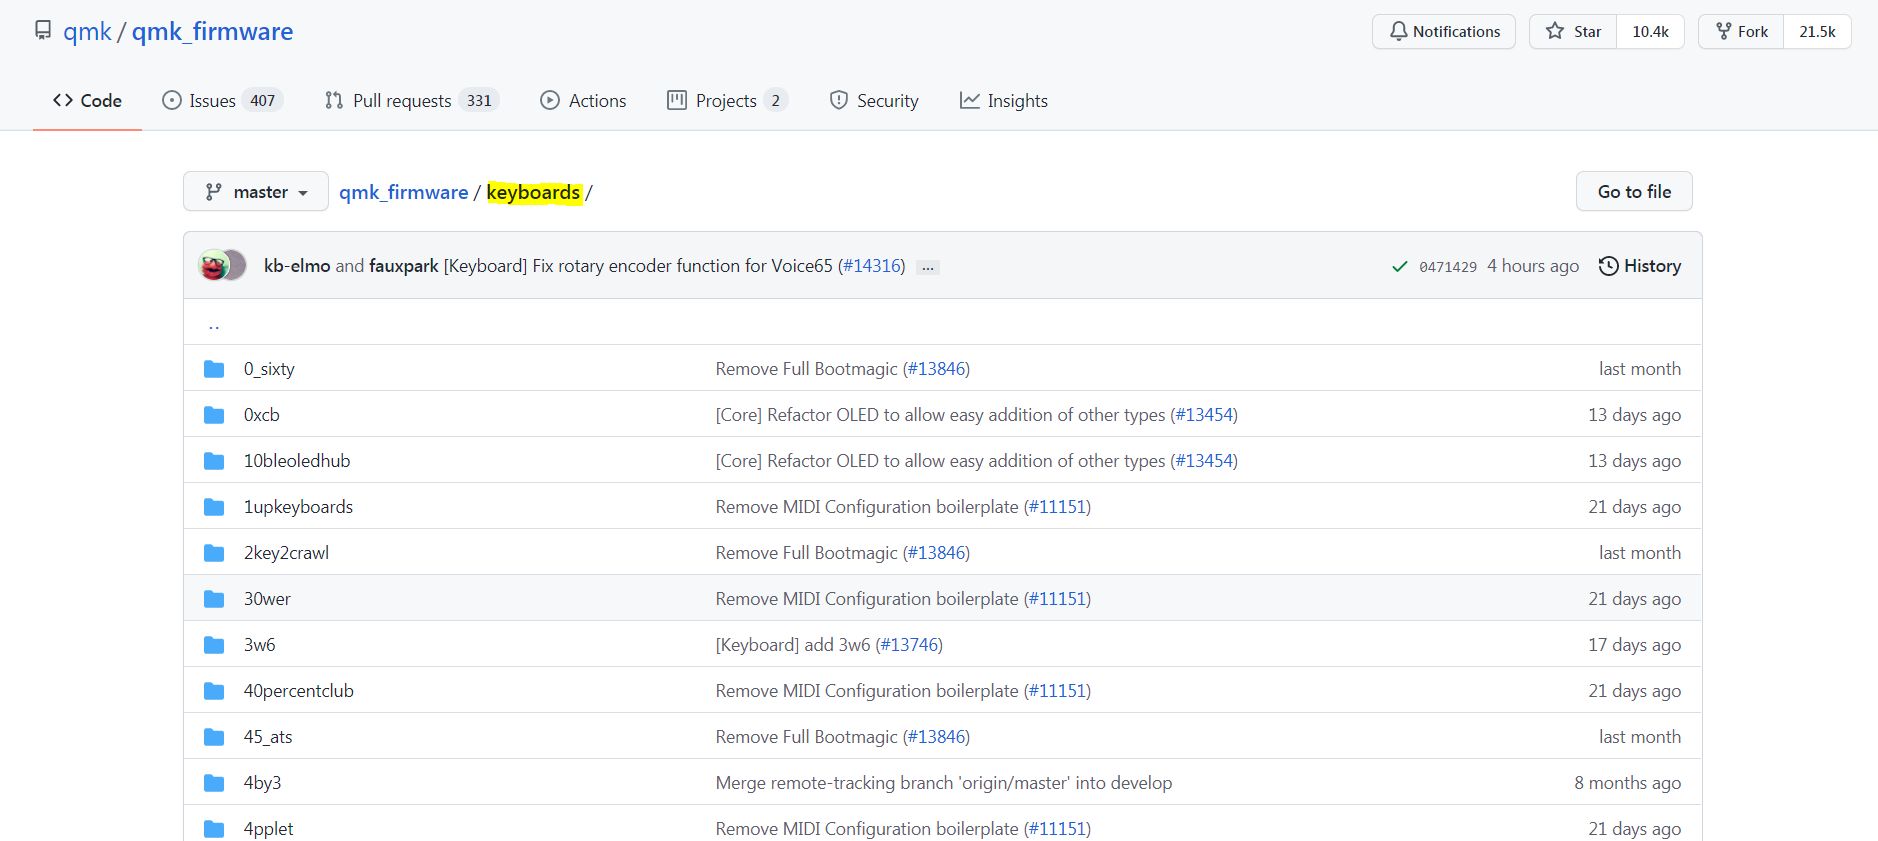 qmk / qmk_firmware Notifications Star 10.4k Fork 21.5k
Code Issues 407 Pull requests 331 Actions Projects 2 Security Insights
master qmk_firmware / keyboards / Go to file
kb-elmo and fauxpark [Keyboard] Fix rotary encoder function for Voice65 (#14316) ... 0471429 4 hours ago History
..
0_sixty Remove Full Bootmagic (#13846) last month
0xcb [Core] Refactor OLED to allow easy addition of other types (#13454) 13 days ago
10bleoledhub [Core] Refactor OLED to allow easy addition of other types (#13454) 13 days ago
1upkeyboards Remove MIDI Configuration boilerplate (#11151) 21 days ago
2key2crawl Remove Full Bootmagic (#13846) last month
30wer Remove MIDI Configuration boilerplate (#11151) 21 days ago
3w6 [Keyboard] add 3w6 (#13746) 17 days ago
40percentclub Remove MIDI Configuration boilerplate (#11151) 21 days ago
45_ats Remove Full Bootmagic (#13846) last month
4by3 Merge remote-tracking branch 'origin/master' into develop 8 months ago
4pplet Remove MIDI Configuration boilerplate (#11151) 21 days ago